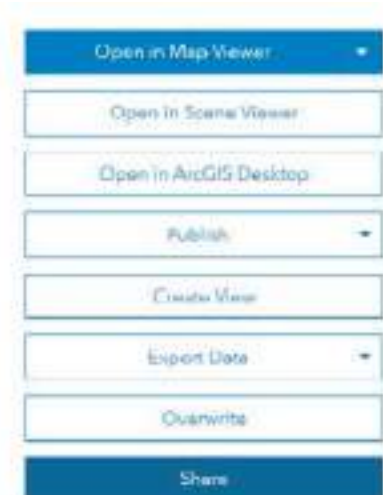 Open in Map Viewer
Open in Scene Viewer
Open in ArcGIS Desktop
Publish
Create View
Export Data
Overwrite
Share